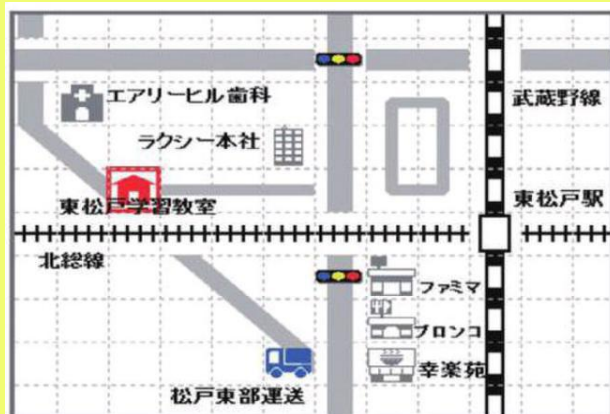 エアリーヒル歯科
武蔵野線
ラクシー本社
東松戸学習教室
東松戸駅
北総線
ファミマ
ブロンコ
幸楽苑
松戸東部運送